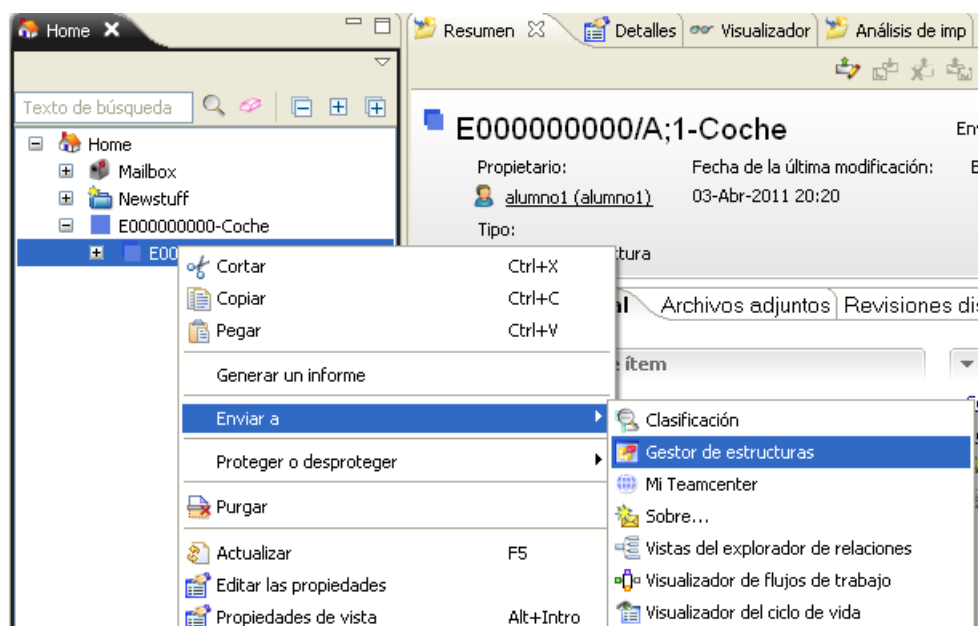 Home
Texto de búsqueda
Home
Mailbox
Newstuff
E000000000-Coche
E00
Resumen
Detalles
Visualizador
Análisis de imp
E000000000/A;1-Coche
Propietario:
Fecha de la última modificación:
alumno1 (alumno1)
03-Abr-2011 20:20
Tipo:
tura
Archivos adjuntos
Revisiones di
ítem
Cortar Ctrl+X
Copiar Ctrl+C
Pegar Ctrl+V
Generar un informe
Enviar a
Proteger o desproteger
Purgar
Actualizar F5
Editar las propiedades
Propiedades de vista Alt+Intro
Clasificación
Gestor de estructuras
Mi Teamcenter
Sobre...
Vistas del explorador de relaciones
Visualizador de flujos de trabajo
Visualizador del ciclo de vida